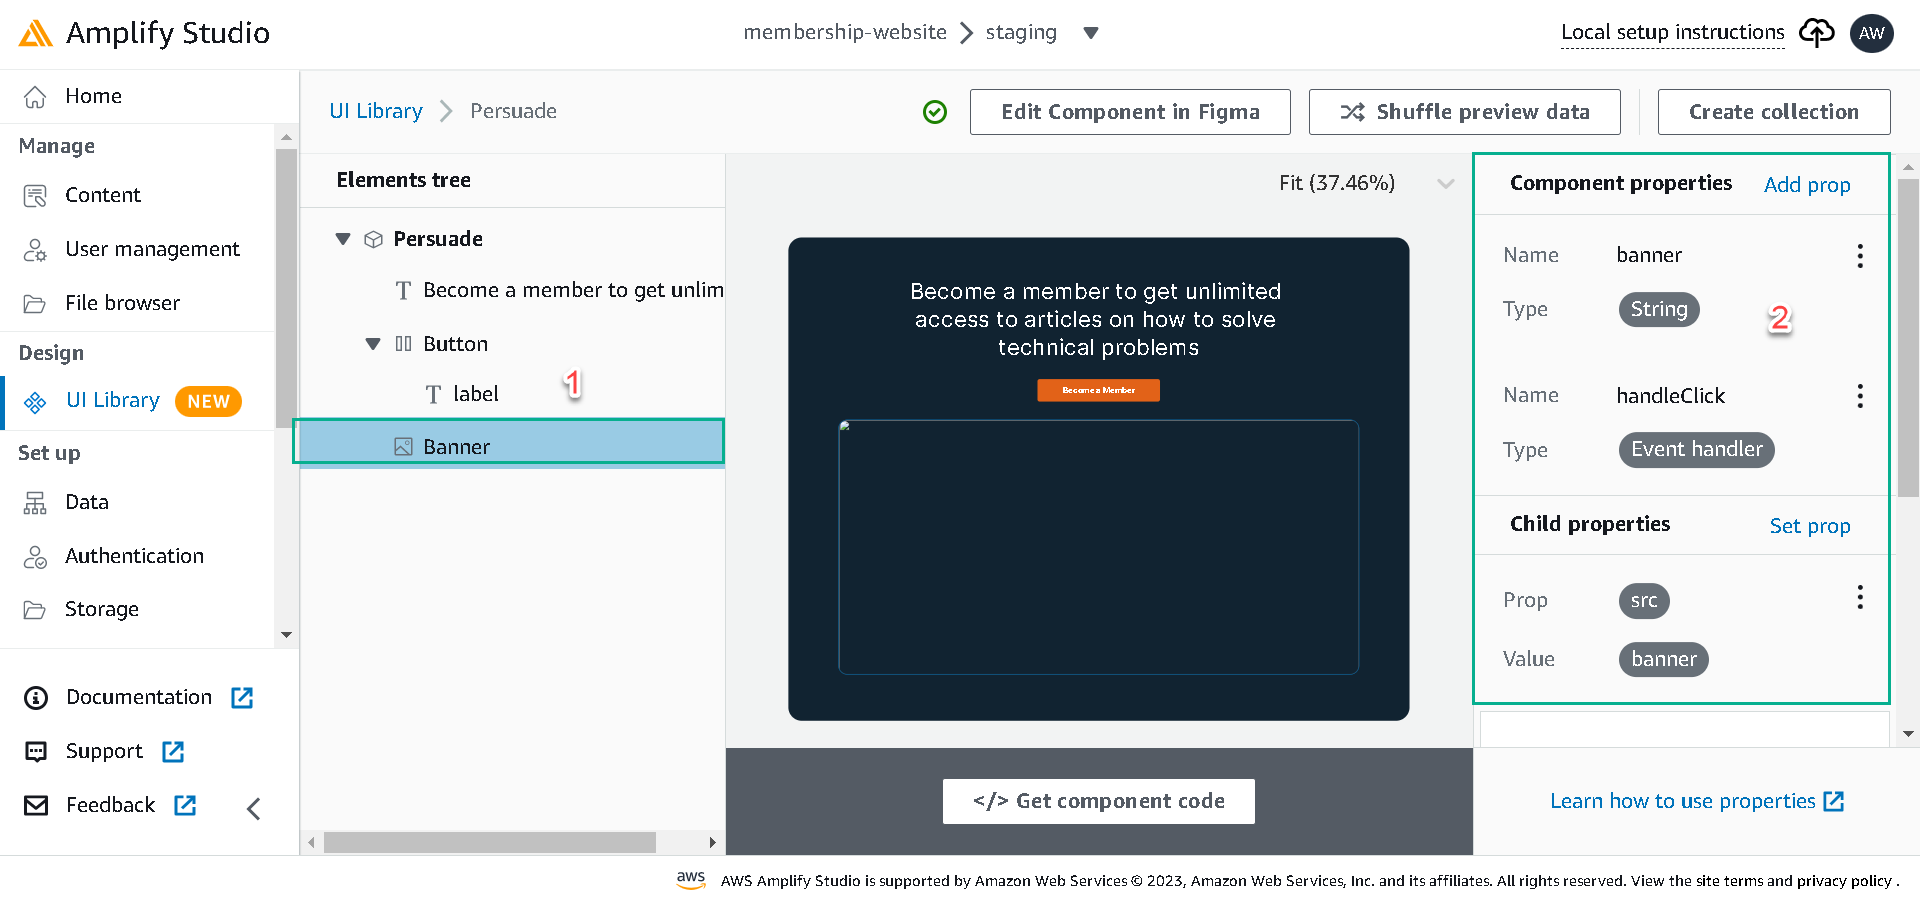 Amplify Studio
membership-website > staging
Local setup instructions
AW
Home
Manage
Content
User management
File browser
Design
UI Library NEW
Set up
Data
Authentication
Storage
Documentation
Support
Feedback
UI Library > Persuade
Edit Component in Figma
Shuffle preview data
Create collection
Elements tree
Persuade
Become a member to get unlim
Button
label
1
Banner
Fit (37.46%)
Become a member to get unlimited
access to articles on how to solve
technical problems
Become a Member
</> Get component code
Component properties Add prop
Name banner
Type String
2
Name handleClick
Type Event handler
Child properties Set prop
Prop src
Value banner
Learn how to use properties
aws AWS Amplify Studio is supported by Amazon Web Services © 2023, Amazon Web Services, Inc. and its affiliates. All rights reserved. View the site terms and privacy policy .